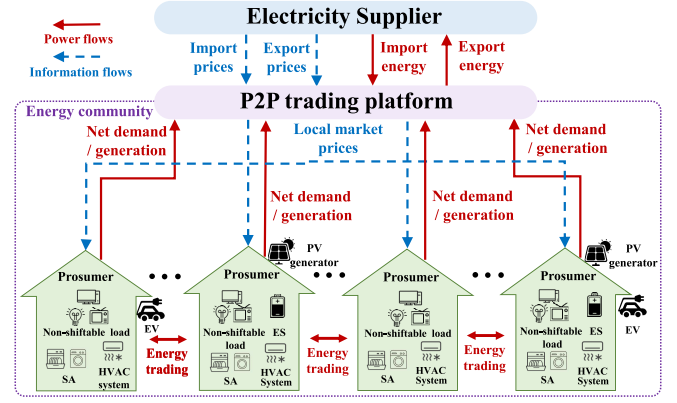 Electricity Supplier
Power flows
Information flows
Import
prices
Export
prices
Import
energy
Export
energy
P2P trading platform
Energy community
Net demand
/ generation
Local market
prices
Net demand
/ generation
Net demand
/ generation
Net demand
/ generation
PV
generator
PV
generator
Prosumer
Non-shiftable load
EV
SA
HVAC
system
Energy
trading
Prosumer
Non-shiftable
load
ES
SA
HVAC
System
Energy
trading
Prosumer
Non-shiftable load
SA
HVAC
System
Energy
trading
Prosumer
Non-shiftable
load
ES
EV
SA
HVAC
System